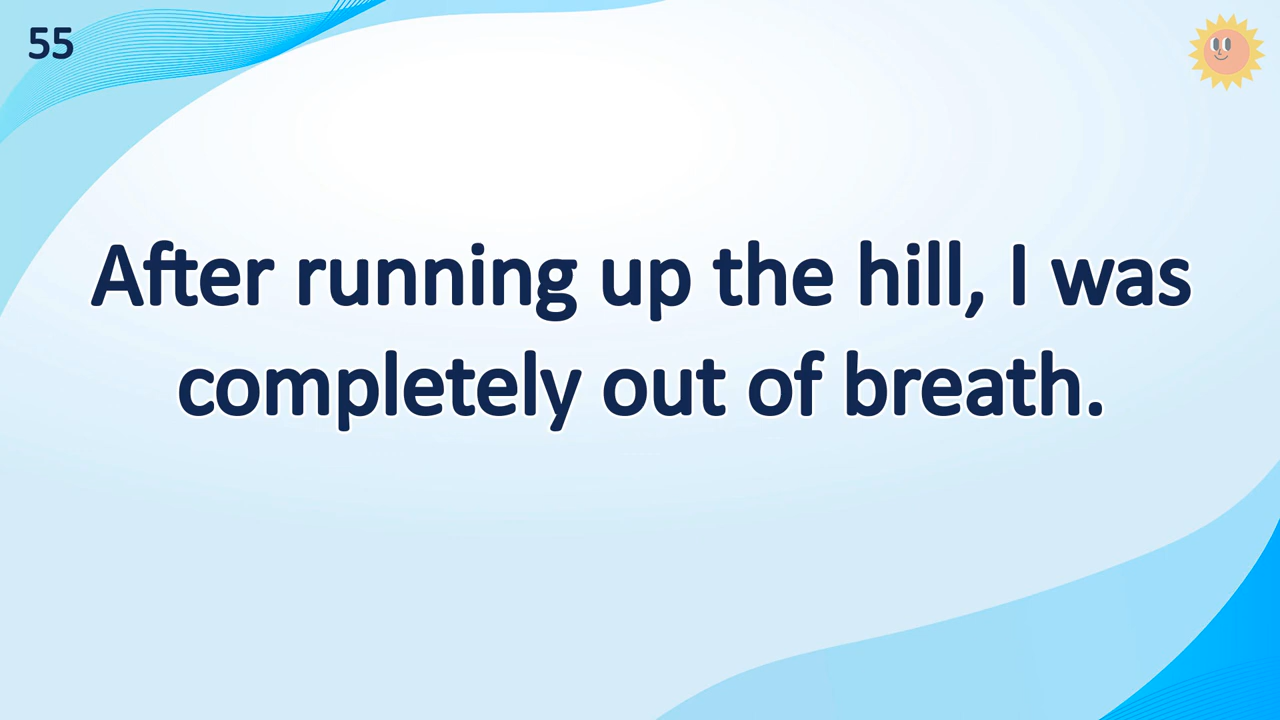 55
After running up the hill, I was
completely out of breath.